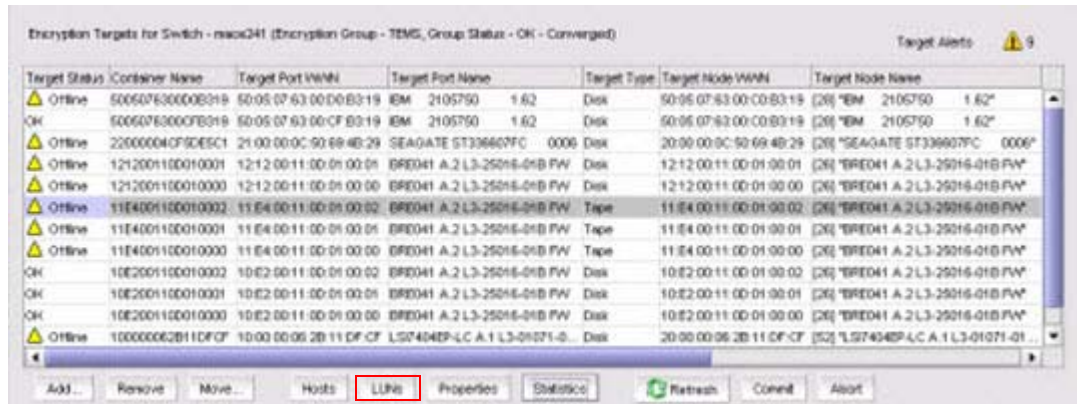 Encryption Targets for Switch - mace241 (Encryption Group - TEMS, Group Status - OK - Converged)
Target Alerts 9
Target Status Container Name Target Port WWN Target Port Name Target Type Target Node WWN Target Node Name
Offline 5005076300D0B319 50:05:07:63:00:D0:B3:19 IBM 2105750 1.62 Disk 50:05:07:63:00:C0:B3:19 [28] "IBM 2105750 1.62"
OK 5005076300CFB319 50:05:07:63:00:CF:B3:19 IBM 2105750 1.62 Disk 50:05:07:63:00:C0:B3:19 [28] "IBM 2105750 1.62"
Offline 22000004CF5DE5C1 21:00:00:0C:50:69:4B:29 SEAGATE ST336607FC 0006 Disk 20:00:00:0C:50:69:4B:29 [28] "SEAGATE ST336607FC 0006"
Offline 1212001100010001 12:12:00:11:0D:01:00:01 BRE041 A.2 L3-25016-01B FW Disk 12:12:00:11:0D:01:00:01 [26] "BRE041 A.2 L3-25016-01B FW"
Offline 121200110D010000 12:12:00:11:0D:01:00:00 BRE041 A.2 L3-25016-01B FW Disk 12:12:00:11:0D:01:00:00 [26] "BRE041 A.2 L3-25016-01B FW"
Offline 11E400110D010002 11:E4:00:11:0D:01:00:02 BRE041 A.2 L3-25016-01B FW Tape 11:E4:00:11:0D:01:00:02 [26] "BRE041 A.2 L3-25016-01B FW"
Offline 11E400110D010001 11:E4:00:11:0D:01:00:01 BRE041 A.2 L3-25016-01B FW Tape 11:E4:00:11:0D:01:00:01 [26] "BRE041 A.2 L3-25016-01B FW"
Offline 11E400110D010000 11:E4:00:11:0D:01:00:00 BRE041 A.2 L3-25016-01B FW Tape 11:E4:00:11:0D:01:00:00 [26] "BRE041 A.2 L3-25016-01B FW"
OK 10E200110D010002 10:E2:00:11:0D:01:00:02 BRE041 A.2 L3-25016-01B FW Disk 10:E2:00:11:0D:01:00:02 [26] "BRE041 A.2 L3-25016-01B FW"
OK 10E200110D010001 10:E2:00:11:0D:01:00:01 BRE041 A.2 L3-25016-01B FW Disk 10:E2:00:11:0D:01:00:01 [26] "BRE041 A.2 L3-25016-01B FW"
OK 10E200110D010000 10:E2:00:11:0D:01:00:00 BRE041 A.2 L3-25016-01B FW Disk 10:E2:00:11:0D:01:00:00 [26] "BRE041 A.2 L3-25016-01B FW"
Offline 100000062B11DFCF 10:00:00:06:2B:11:DF:CF LSI7404EP-LC A.1 L3-01071-0... Disk 20:00:00:06:2B:11:DF:CF [52] "LSI7404EP-LC A.1 L3-01071-01 ...
Add... Remove Move... Hosts LUNs Properties Statistics Refresh Commit Abort